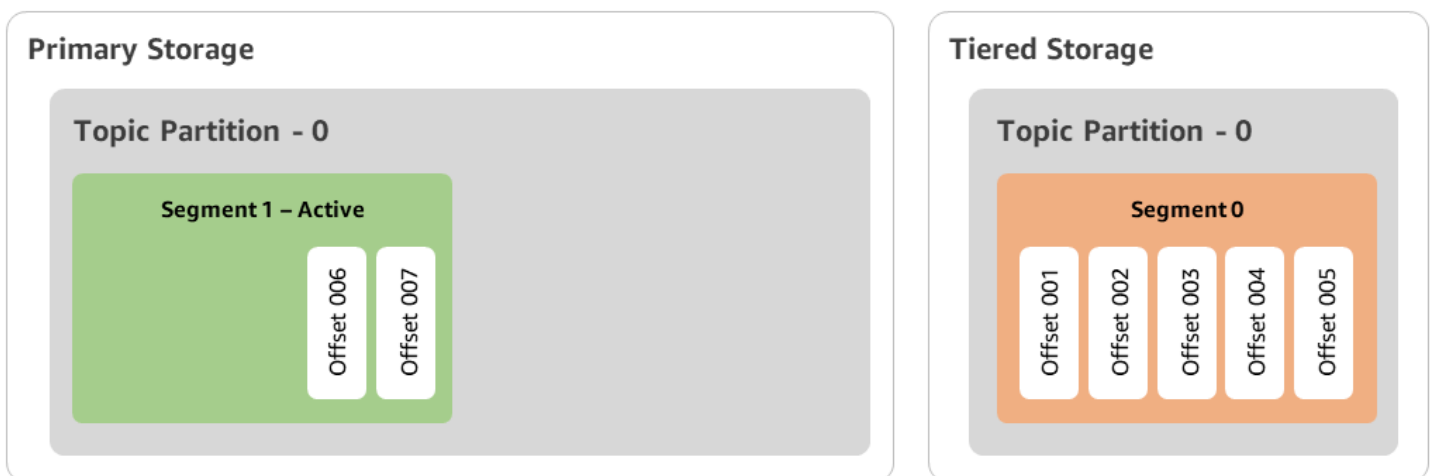 Primary Storage
Topic Partition - 0
Segment 1 – Active
Offset 006
Offset 007
Tiered Storage
Topic Partition - 0
Segment 0
Offset 001
Offset 002
Offset 003
Offset 004
Offset 005